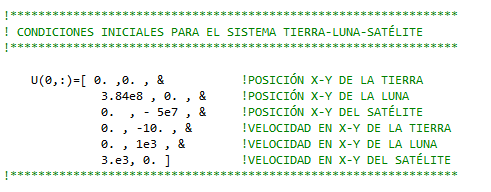 !************************************************************
! CONDICIONES INICIALES PARA EL SISTEMA TIERRA-LUNA-SATÉLITE
!************************************************************
U(0,:)=[ 0. ,0. , & !POSICIÓN X-Y DE LA TIERRA
3.84e8 , 0. , & !POSICIÓN X-Y DE LA LUNA
0. , - 5e7 , & !POSICIÓN X-Y DEL SATÉLITE
0. , -10. , & !VELOCIDAD EN X-Y DE LA TIERRA
0. , 1e3 , & !VELOCIDAD EN X-Y DE LA LUNA
3.e3, 0. ] !VELOCIDAD EN X-Y DEL SATÉLITE
!************************************************************